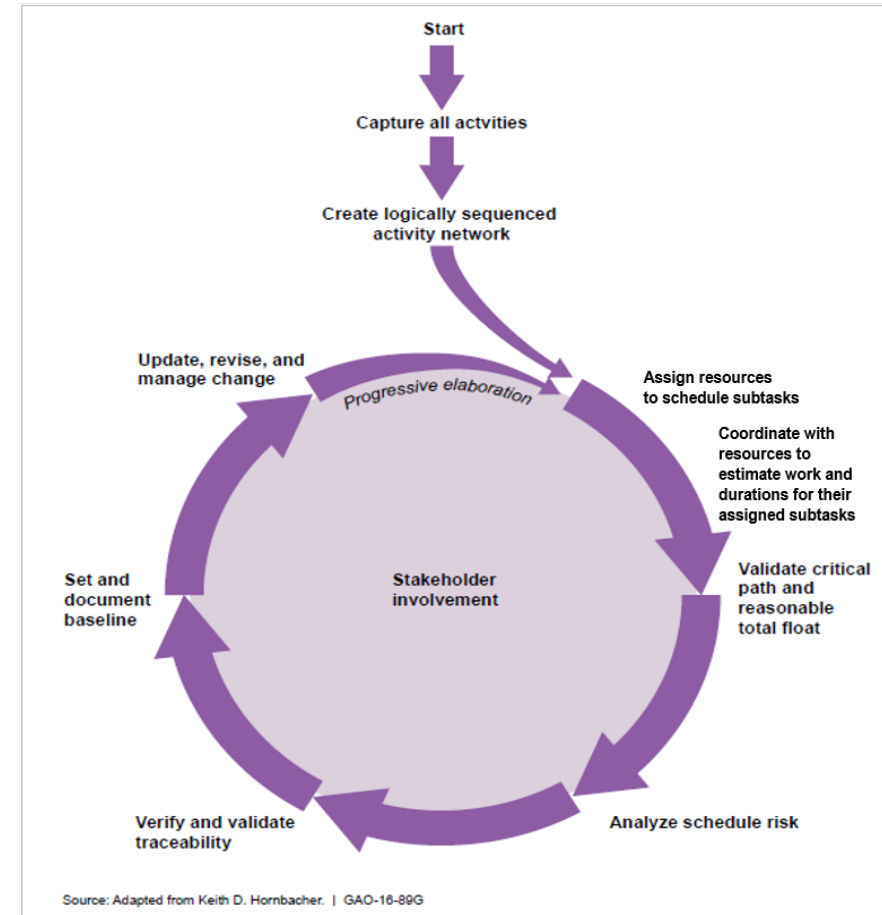 Start
Capture all actvities
Create logically sequenced
activity network
Update, revise, and
manage change
Progressive elaboration
Assign resources
to schedule subtasks
Coordinate with
resources to
estimate work and
durations for their
assigned subtasks
Set and
document
baseline
Stakeholder
involvement
Validate critical
path and
reasonable
total float
Verify and validate
traceability
Analyze schedule risk
Source: Adapted from Keith D. Hornbacher. | GAO-16-89G